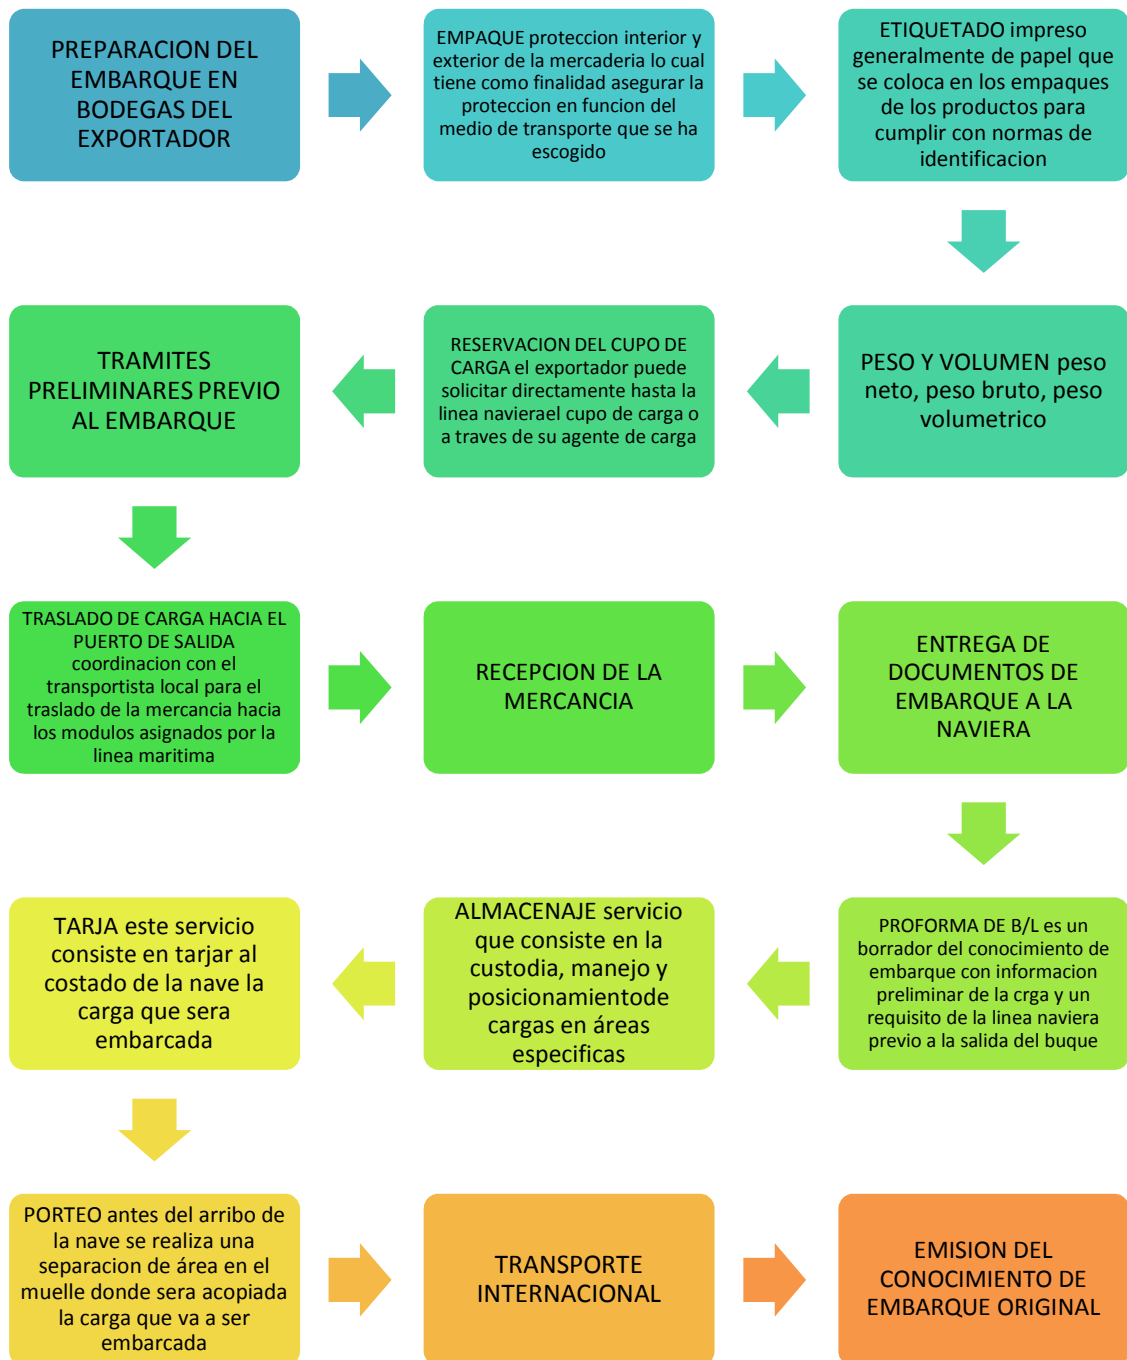 PREPARACION DEL
EMBARQUE EN
BODEGAS DEL
EXPORTADOR
EMPAQUE proteccion interior y
exterior de la mercaderia lo cual
tiene como finalidad asegurar la
proteccion en funcion del
medio de transporte que se ha
escogido
ETIQUETADO impreso
generalmente de papel que
se coloca en los empaques
de los productos para
cumplir con normas de
identificacion
PESO Y VOLUMEN peso
neto, peso bruto, peso
volumetrico
RESERVACION DEL CUPO DE
CARGA el exportador puede
solicitar directamente hasta la
linea navierael cupo de carga o
a traves de su agente de carga
TRAMITES
PRELIMINARES PREVIO
AL EMBARQUE
TRASLADO DE CARGA HACIA EL
PUERTO DE SALIDA
coordinacion con el
transportista local para el
traslado de la mercancia hacia
los modulos asignados por la
linea maritima
RECEPCION DE LA
MERCANCIA
ENTREGA DE
DOCUMENTOS DE
EMBARQUE A LA
NAVIERA
PROFORMA DE B/L es un
borrador del conocimiento de
embarque con informacion
preliminar de la crga y un
requisito de la linea naviera
previo a la salida del buque
ALMACENAJE servicio
que consiste en la
custodia, manejo y
posicionamientode
cargas en áreas
especificas
TARJA este servicio
consiste en tarjar al
costado de la nave la
carga que sera
embarcada
PORTEO antes del arribo de
la nave se realiza una
separacion de área en el
muelle donde sera acopiada
la carga que va a ser
embarcada
TRANSPORTE
INTERNACIONAL
EMISION DEL
CONOCIMIENTO DE
EMBARQUE ORIGINAL